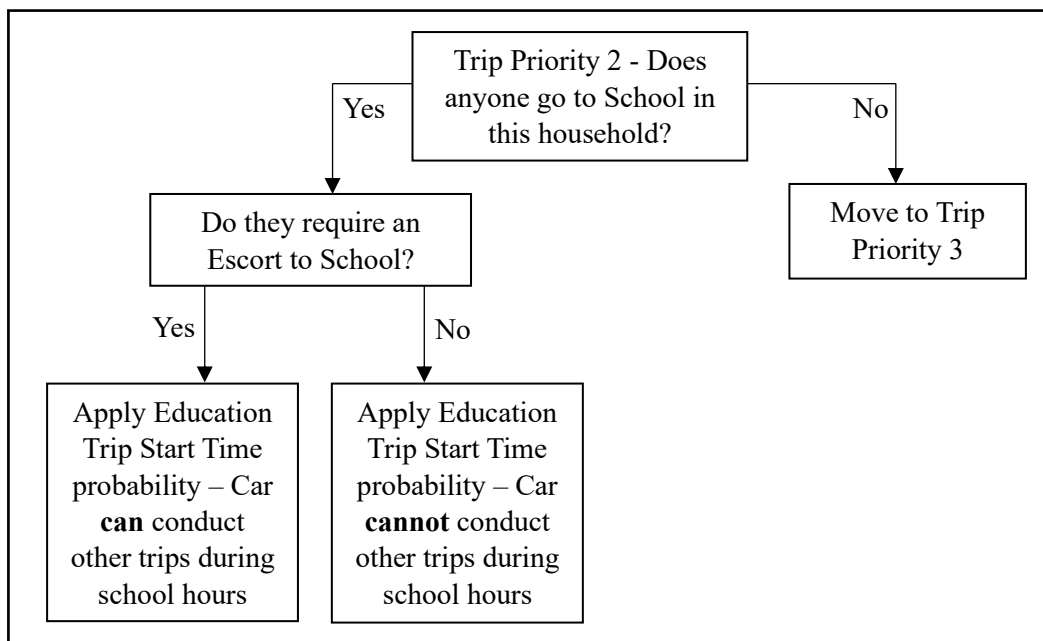 Trip Priority 2 - Does
anyone go to School in
this household?
Yes
No
Do they require an
Escort to School?
Move to Trip
Priority 3
Yes
No
Apply Education
Trip Start Time
probability – Car
can conduct
other trips during
school hours
Apply Education
Trip Start Time
probability – Car
cannot conduct
other trips during
school hours